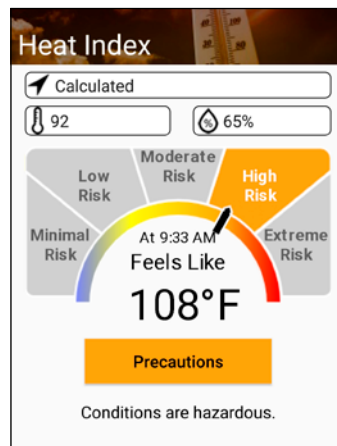 Heat Index
Calculated
92
% 65%
Minimal
Risk
Low
Risk
Moderate
Risk
High
Risk
Extreme
Risk
At 9:33 AM
Feels Like
108°F
Precautions
Conditions are hazardous.